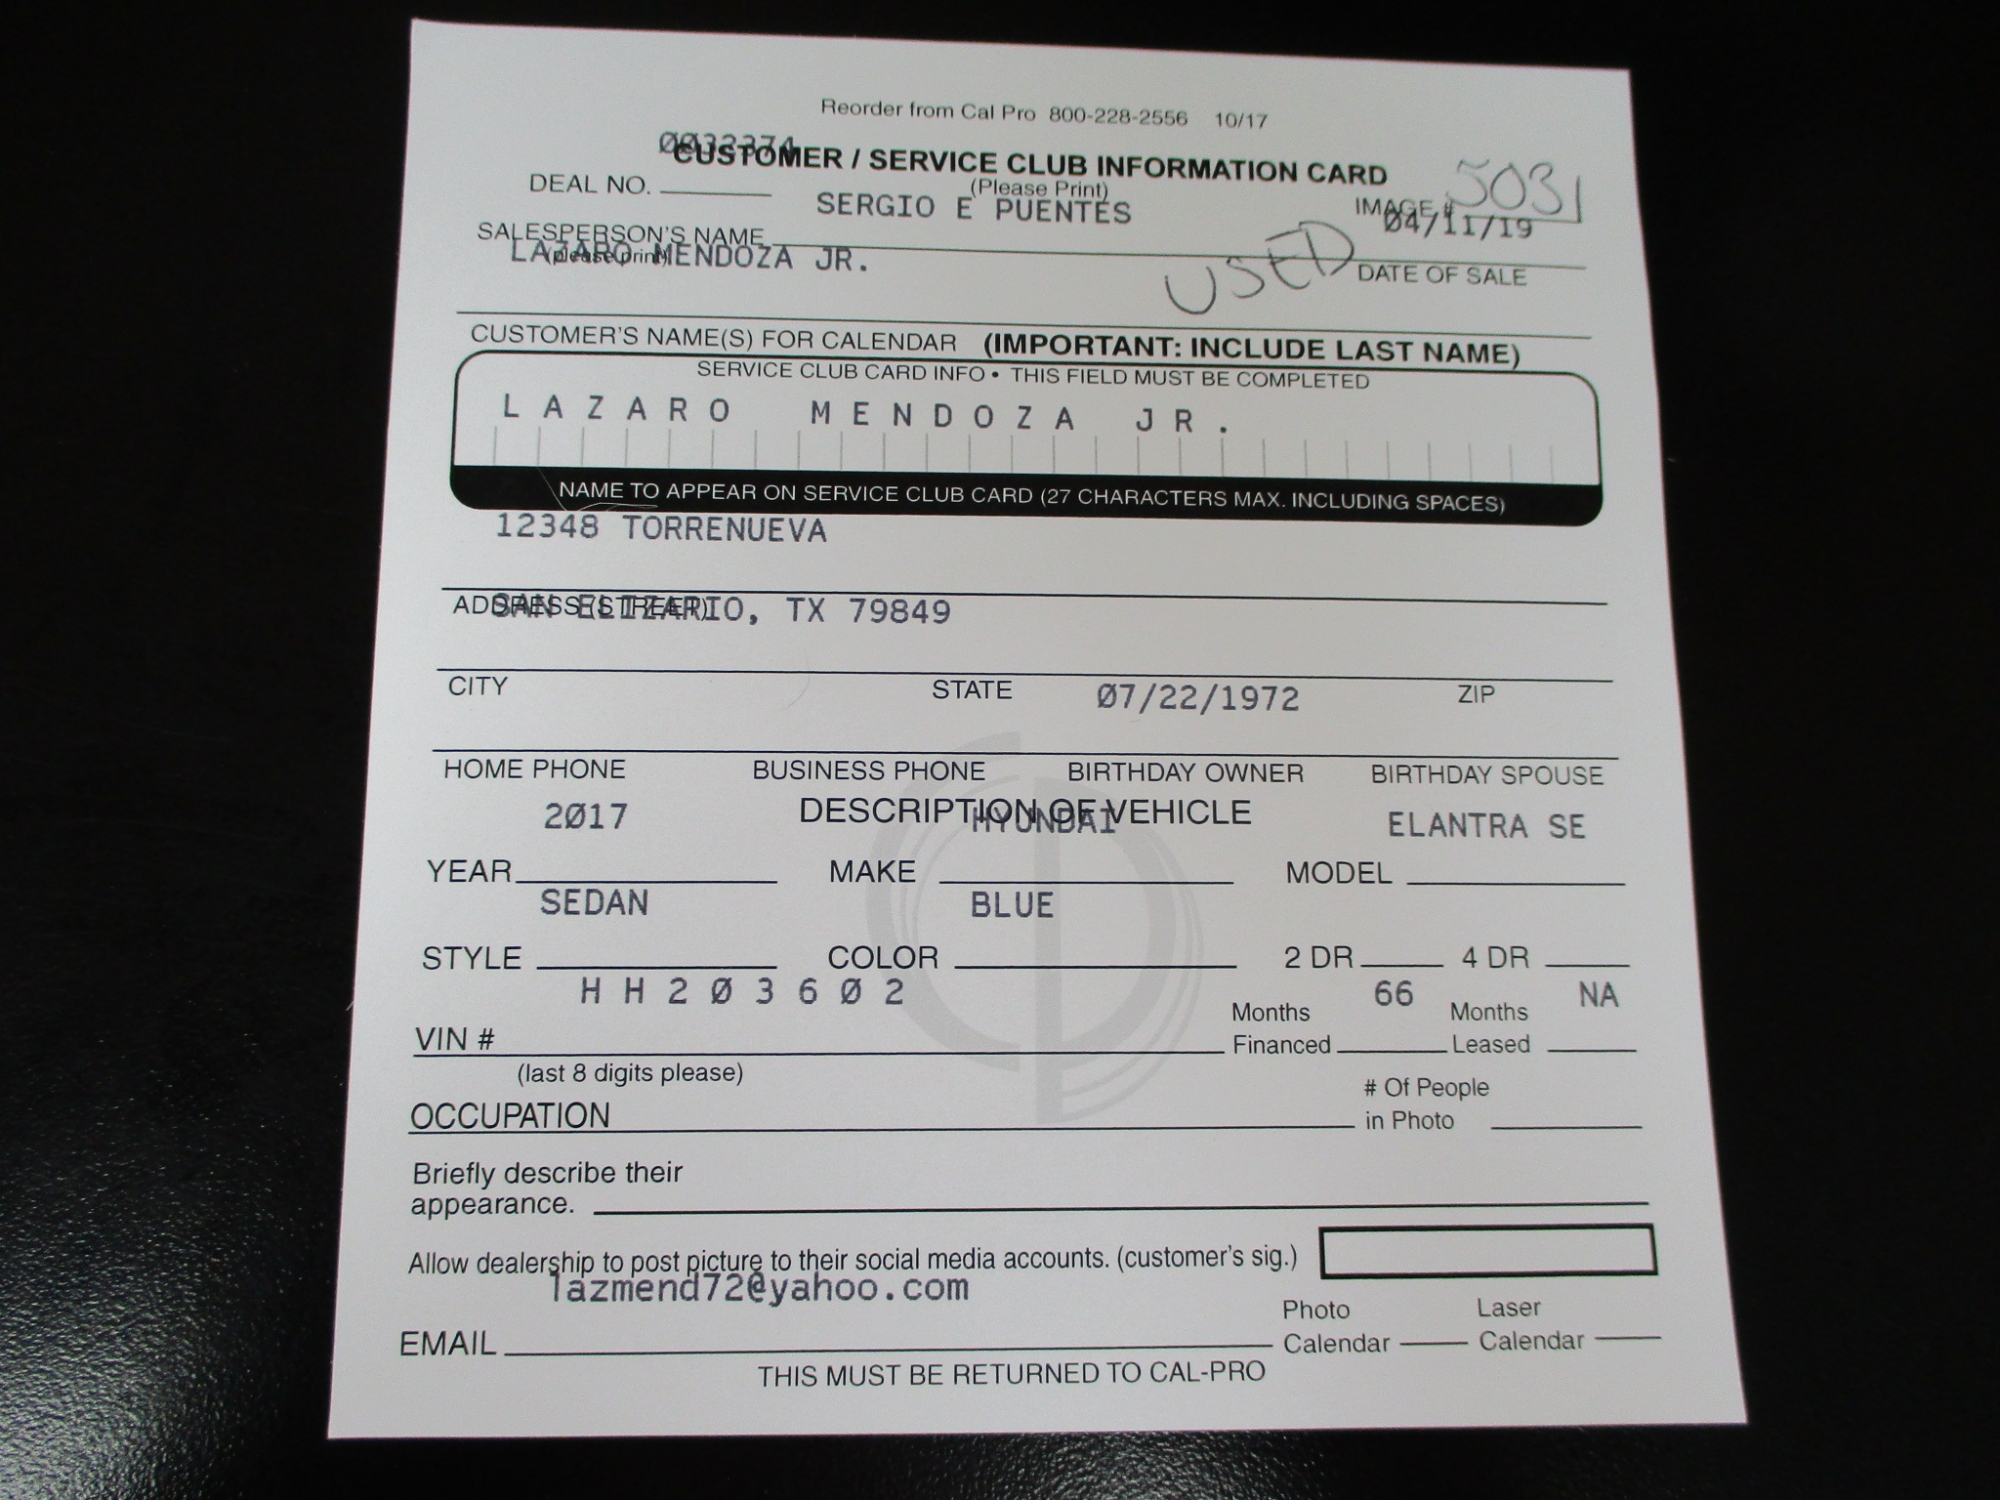 Reorder from Cal Pro 800-228-2556 10/17
0032374
CUSTOMER / SERVICE CLUB INFORMATION CARD
(Please Print)
DEAL NO.
5031
IMAGE #
SERGIO E PUENTES
04/11/19
SALESPERSON'S NAME
(please print)
LAZARO MENDOZA JR.
USED
DATE OF SALE
CUSTOMER'S NAME(S) FOR CALENDAR (IMPORTANT: INCLUDE LAST NAME)
SERVICE CLUB CARD INFO • THIS FIELD MUST BE COMPLETED
LAZARO MENDOZA JR.
NAME TO APPEAR ON SERVICE CLUB CARD (27 CHARACTERS MAX. INCLUDING SPACES)
12348 TORRENUEVA
ADDRESS (STREET)
SAN ELIZARIO, TX 79849
CITY STATE ZIP
07/22/1972
HOME PHONE BUSINESS PHONE BIRTHDAY OWNER BIRTHDAY SPOUSE
DESCRIPTION OF VEHICLE
2017 HYUNDAI ELANTRA SE
YEAR MAKE MODEL
SEDAN BLUE
STYLE COLOR 2 DR 4 DR
HH203602 66 NA
VIN # Months Financed Months Leased
(last 8 digits please)
OCCUPATION # Of People in Photo
Briefly describe their
appearance.
Allow dealership to post picture to their social media accounts. (customer's sig.)
lazmend72@yahoo.com
EMAIL Photo Calendar Laser Calendar
THIS MUST BE RETURNED TO CAL-PRO